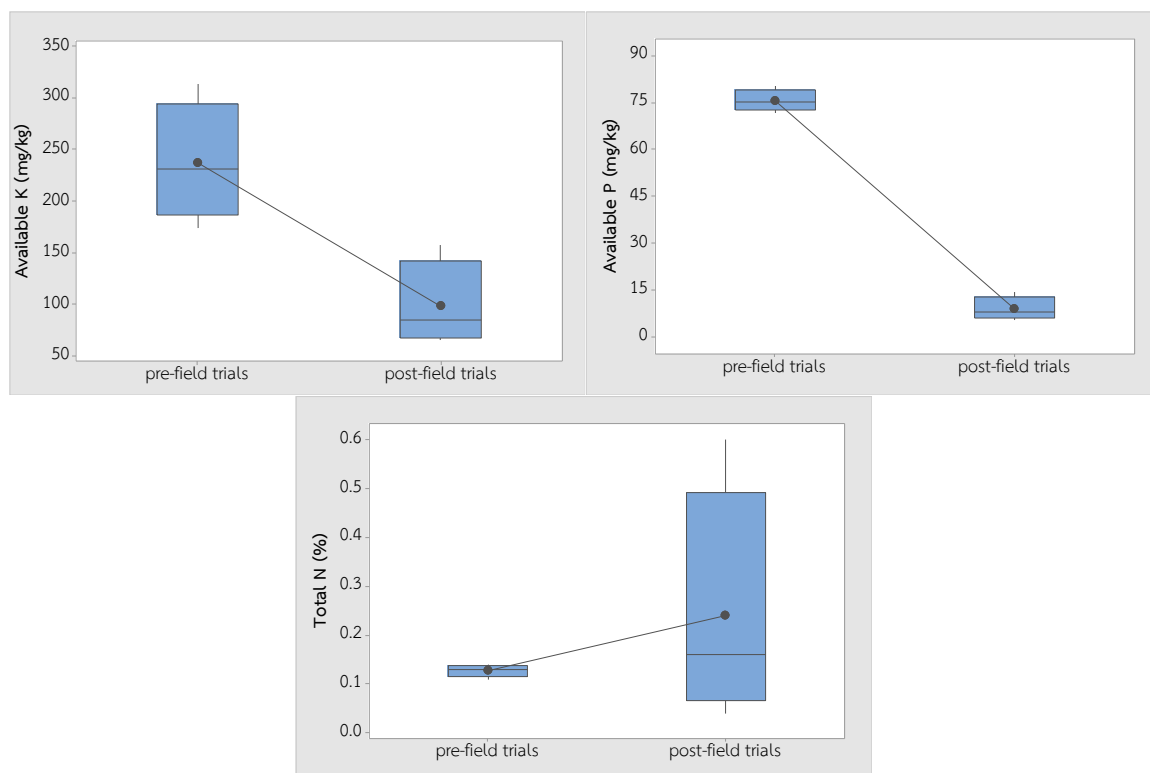 350
300
250
200
150
100
50
Available K (mg/kg)
pre-field trials
post-field trials
90
75
60
45
30
15
0
Available P (mg/kg)
pre-field trials
post-field trials
0.6
0.5
0.4
0.3
0.2
0.1
0.0
Total N (%)
pre-field trials
post-field trials